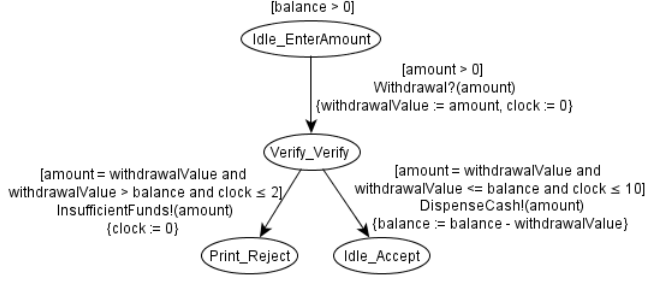 [balance > 0]
Idle_EnterAmount
[amount > 0]
Withdrawal?(amount)
{withdrawalValue := amount, clock := 0}
Verify_Verify
[amount = withdrawalValue and
withdrawalValue > balance and clock ≤ 2]
InsufficientFunds!(amount)
{clock := 0}
[amount = withdrawalValue and
withdrawalValue <= balance and clock ≤ 10]
DispenseCash!(amount)
{balance := balance - withdrawalValue}
Print_Reject
Idle_Accept